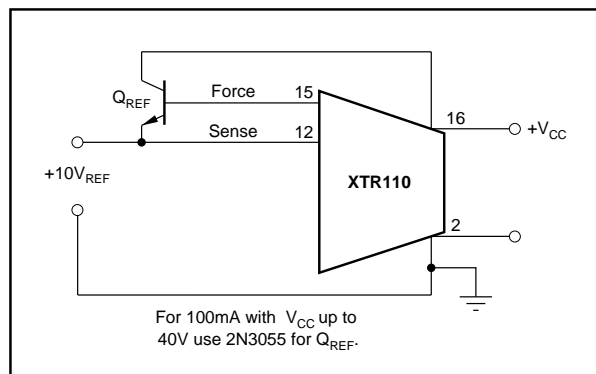 Q_REF
Force
15
16
+V_CC
Sense
12
+10V_REF
XTR110
2
For 100mA with V_CC up to
40V use 2N3055 for Q_REF.